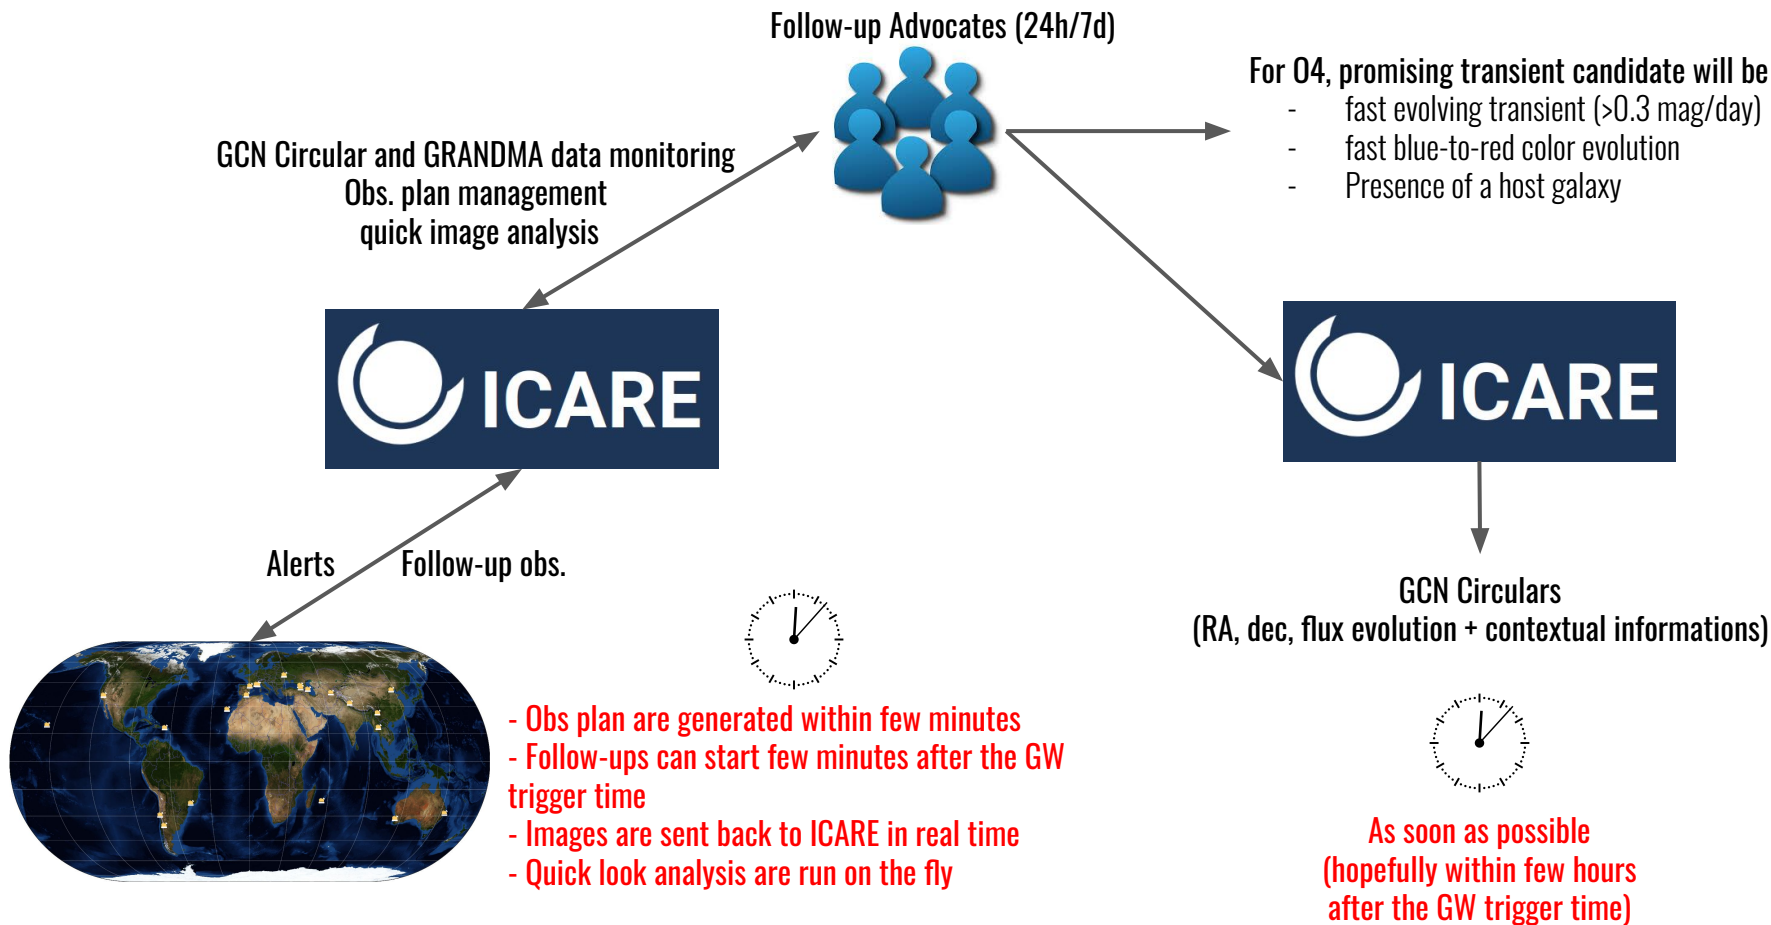 Follow-up Advocates (24h/7d)
For O4, promising transient candidate will be
- fast evolving transient (>0.3 mag/day)
- fast blue-to-red color evolution
- Presence of a host galaxy
GCN Circular and GRANDMA data monitoring
Obs. plan management
quick image analysis
ICARE
ICARE
Alerts
Follow-up obs.
GCN Circulars
(RA, dec, flux evolution + contextual informations)
- Obs plan are generated within few minutes
- Follow-ups can start few minutes after the GW
trigger time
- Images are sent back to ICARE in real time
- Quick look analysis are run on the fly
As soon as possible
(hopefully within few hours
after the GW trigger time)